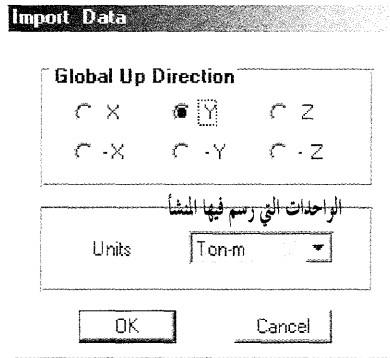 Import Data
Global Up Direction
X Y Z
-X -Y -Z
الواحدات التي رسم فيها المنشأ
Units Ton-m
OK Cancel